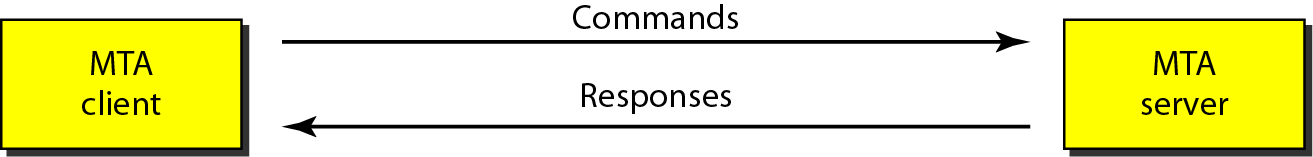 Commands
MTA
client
MTA
server
Responses